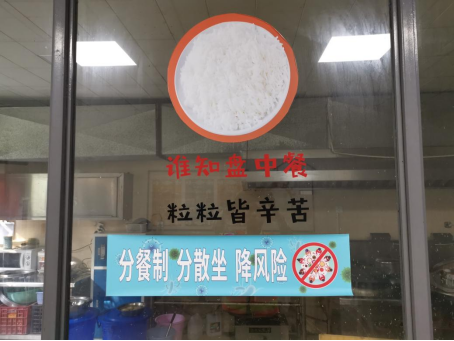 谁知盘中餐
粒粒皆辛苦
分餐制 分散坐 降风险